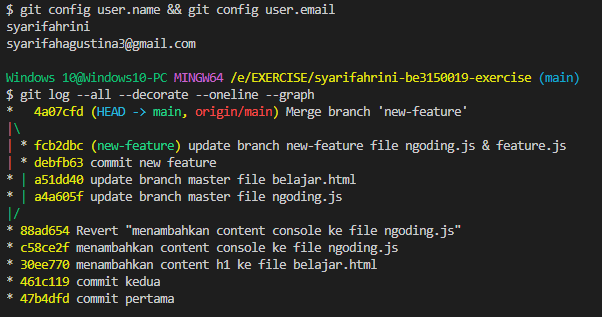 $ git config user.name && git config user.email
syarifahrini
syarifahagustina3@gmail.com
Windows 10@Windows10-PC MINGW64 /e/EXERCISE/syarifahrini-be3150019-exercise (main)
$ git log --all --decorate --oneline --graph
*   4a07cfd (HEAD -> main, origin/main) Merge branch 'new-feature'
|\
| * fcb2dbc (new-feature) update branch new-feature file ngoding.js & feature.js
| * debfb63 commit new feature
* | a51dd40 update branch master file belajar.html
* | a4a605f update branch master file ngoding.js
|/
* 88ad654 Revert "menambahkan content console ke file ngoding.js"
* c58ce2f menambahkan content console ke file ngoding.js
* 30ee770 menambahkan content h1 ke file belajar.html
* 461c119 commit kedua
* 47b4dfd commit pertama